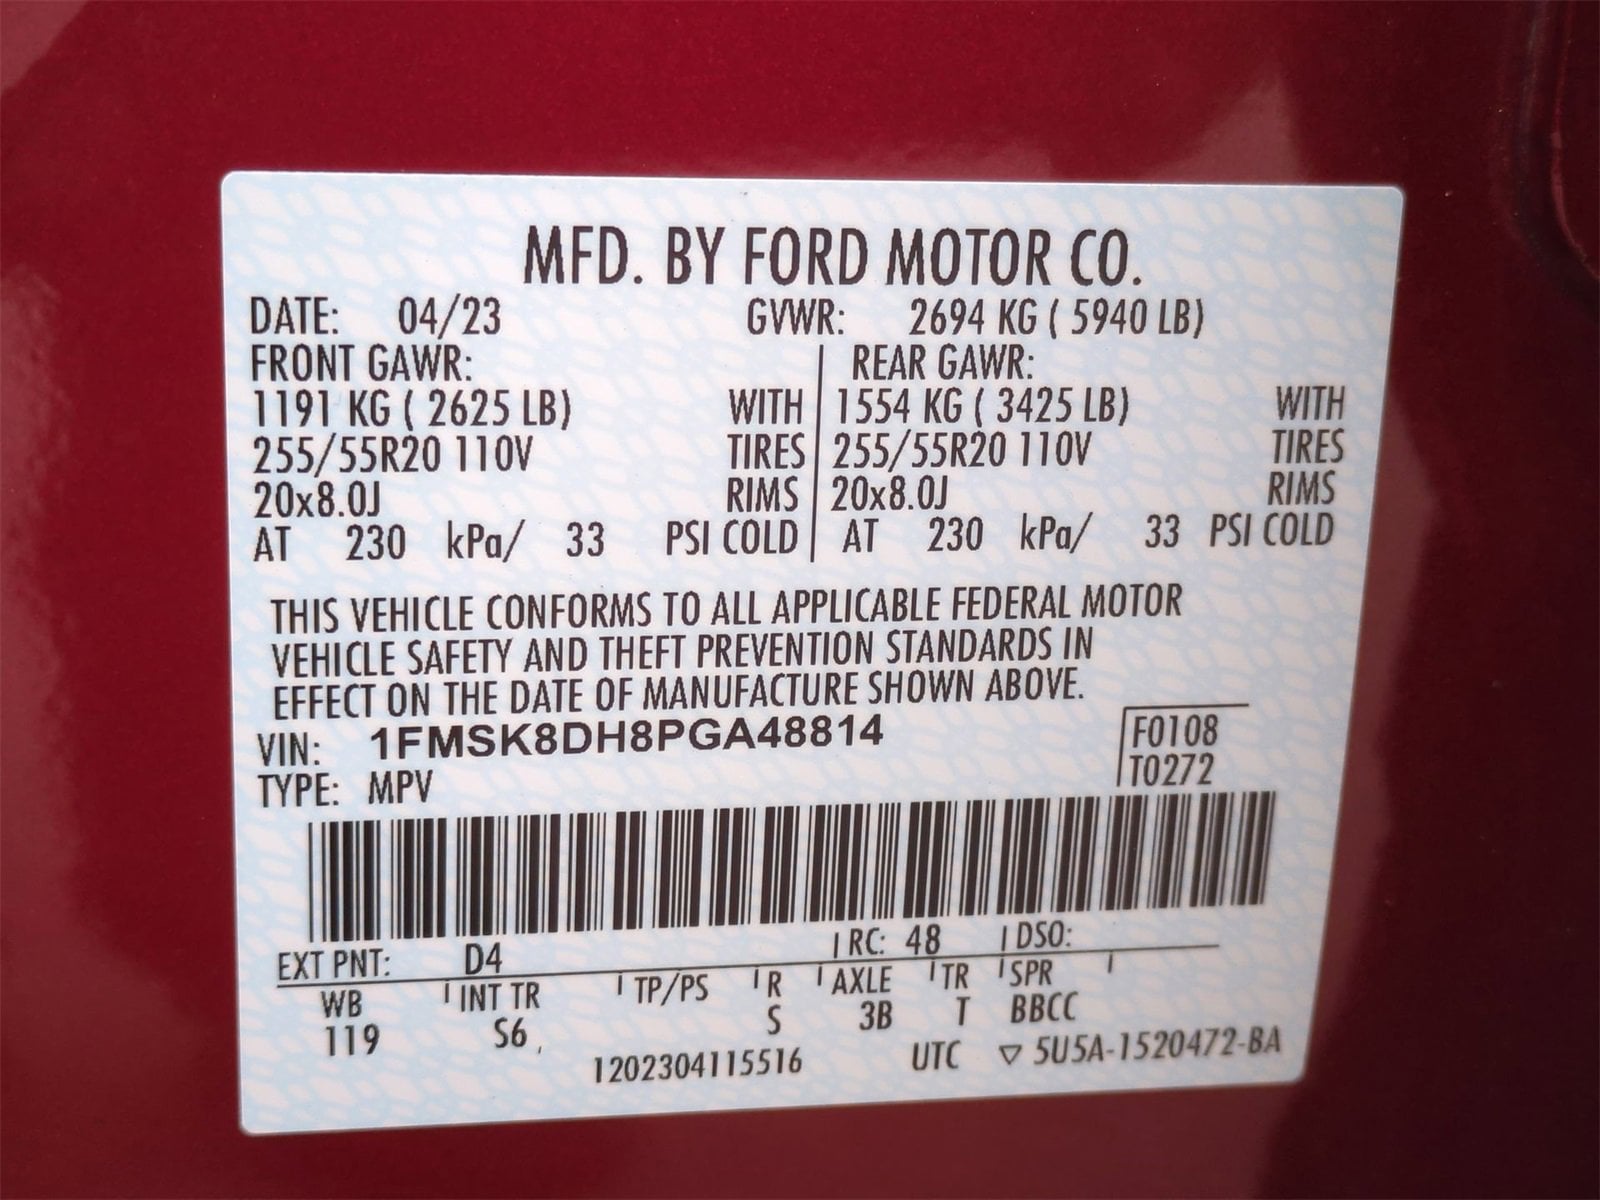 MFD. BY FORD MOTOR CO.
DATE: 04/23 GVWR: 2694 KG ( 5940 LB)
FRONT GAWR: REAR GAWR:
1191 KG ( 2625 LB) WITH 1554 KG ( 3425 LB) WITH
255/55R20 110V TIRES 255/55R20 110V TIRES
20x8.0J RIMS 20x8.0J RIMS
AT 230 kPa/ 33 PSI COLD AT 230 kPa/ 33 PSI COLD
THIS VEHICLE CONFORMS TO ALL APPLICABLE FEDERAL MOTOR
VEHICLE SAFETY AND THEFT PREVENTION STANDARDS IN
EFFECT ON THE DATE OF MANUFACTURE SHOWN ABOVE.
VIN: 1FMSK8DH8PGA48814 F0108
TYPE: MPV T0272
EXT PNT: D4 RC: 48 DSO:
WB INT TR TP/PS R AXLE TR SPR
119 S6 S 3B T BBCC
1202304115516 UTC ▽ 5U5A-1520472-BA